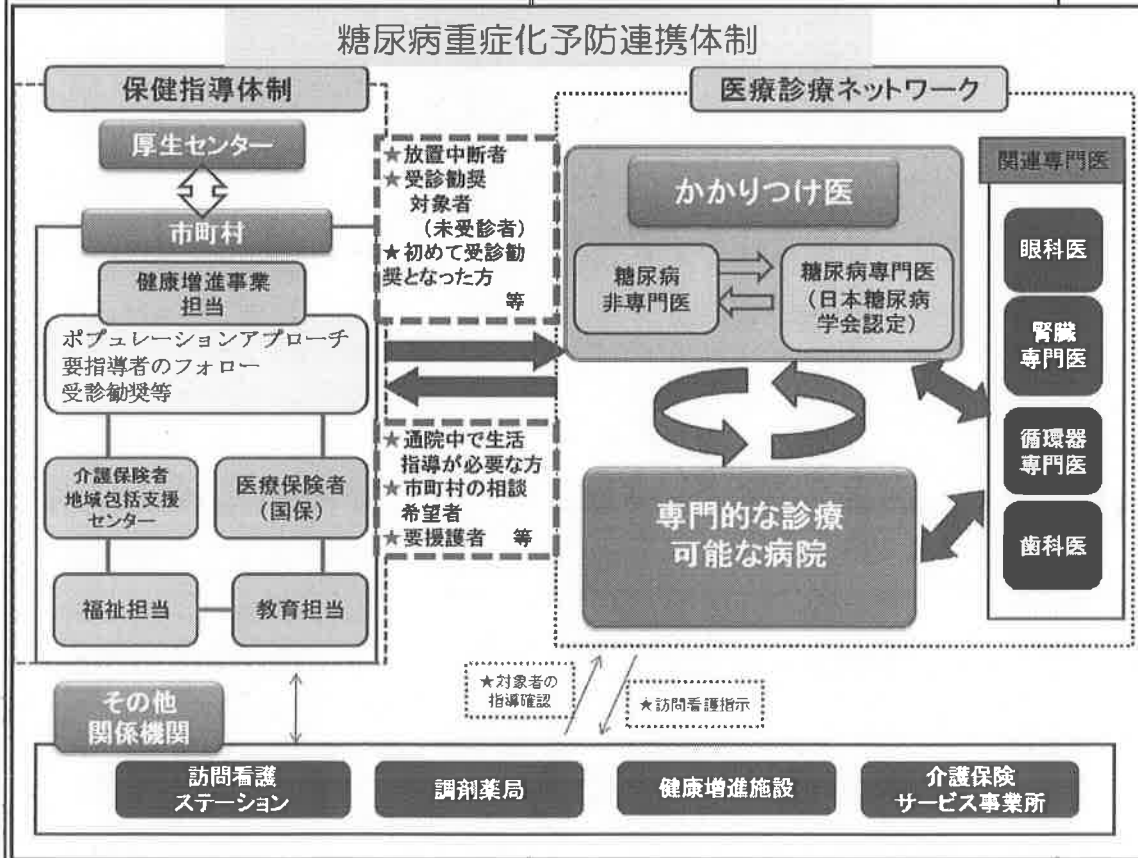 糖尿病重症化予防連携体制
保健指導体制
厚生センター
市町村
健康増進事業
担当
ポピュレーションアプローチ
要指導者のフォロー
受診勧奨等
介護保険者
地域包括支援
センター
医療保険者
(国保)
福祉担当
教育担当
★放置中断者
★受診勧奨
対象者
(未受診者)
★初めて受診勧
奨となった方
等
★通院中で生活
指導が必要な方
★市町村の相談
希望者
★要援護者 等
医療診療ネットワーク
かかりつけ医
糖尿病
非専門医
糖尿病専門医
(日本糖尿病
学会認定)
専門的な診療
可能な病院
関連専門医
眼科医
腎臓
専門医
循環器
専門医
歯科医
★対象者の
指導確認
★訪問看護指示
その他
関係機関
訪問看護
ステーション
調剤薬局
健康増進施設
介護保険
サービス事業所